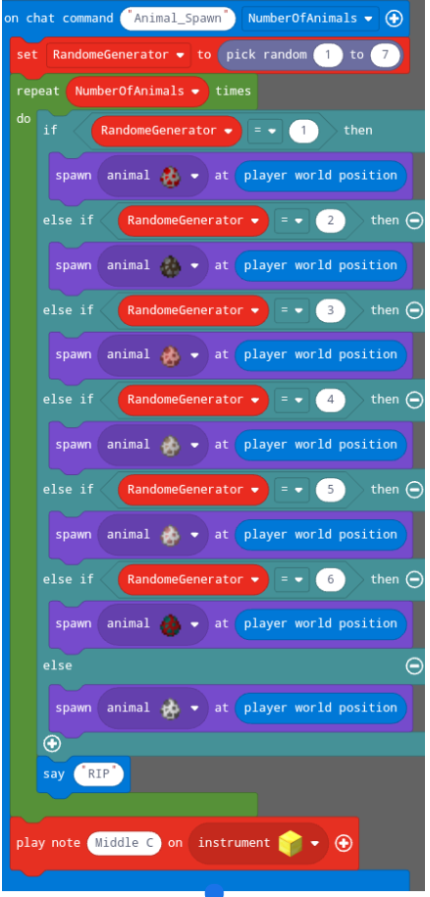 on chat command "Animal_Spawn" NumberOfAnimals
set RandomeGenerator to pick random 1 to 7
repeat NumberOfAnimals times
do
if RandomeGenerator = 1 then
spawn animal at player world position
else if RandomeGenerator = 2 then
spawn animal at player world position
else if RandomeGenerator = 3 then
spawn animal at player world position
else if RandomeGenerator = 4 then
spawn animal at player world position
else if RandomeGenerator = 5 then
spawn animal at player world position
else if RandomeGenerator = 6 then
spawn animal at player world position
else
spawn animal at player world position
say "RIP"
play note Middle C on instrument